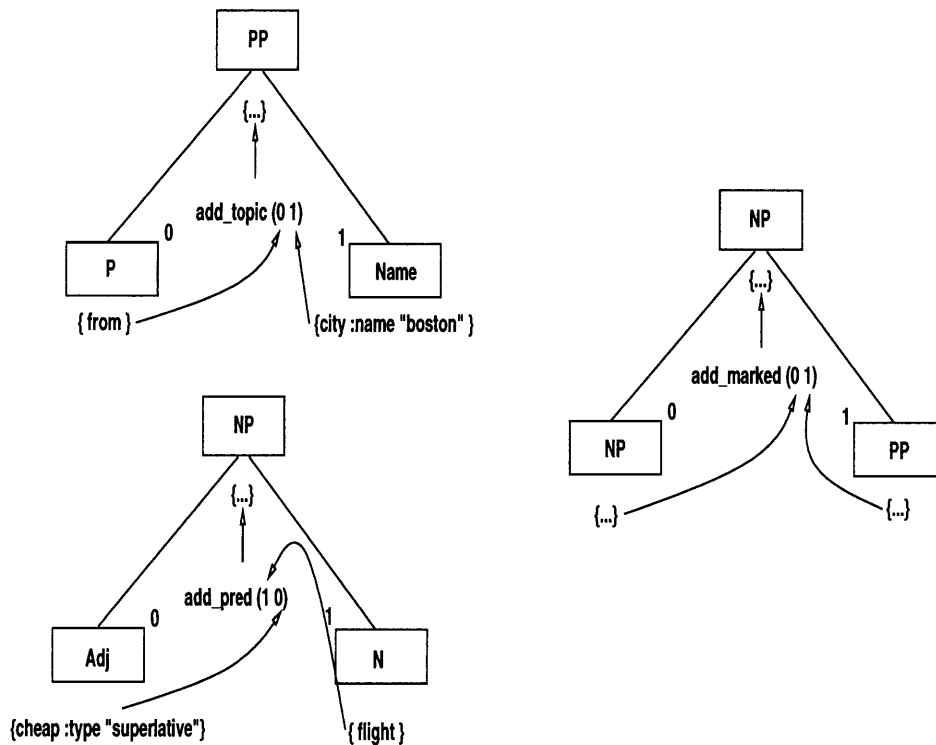 PP
{...}
add_topic (0 1)
0
1
P
Name
{ from }
{city :name "boston" }
NP
{...}
add_pred (1 0)
0
1
Adj
N
{cheap :type "superlative"}
{ flight }
NP
{...}
add_marked (0 1)
0
1
NP
PP
{...}
{...}